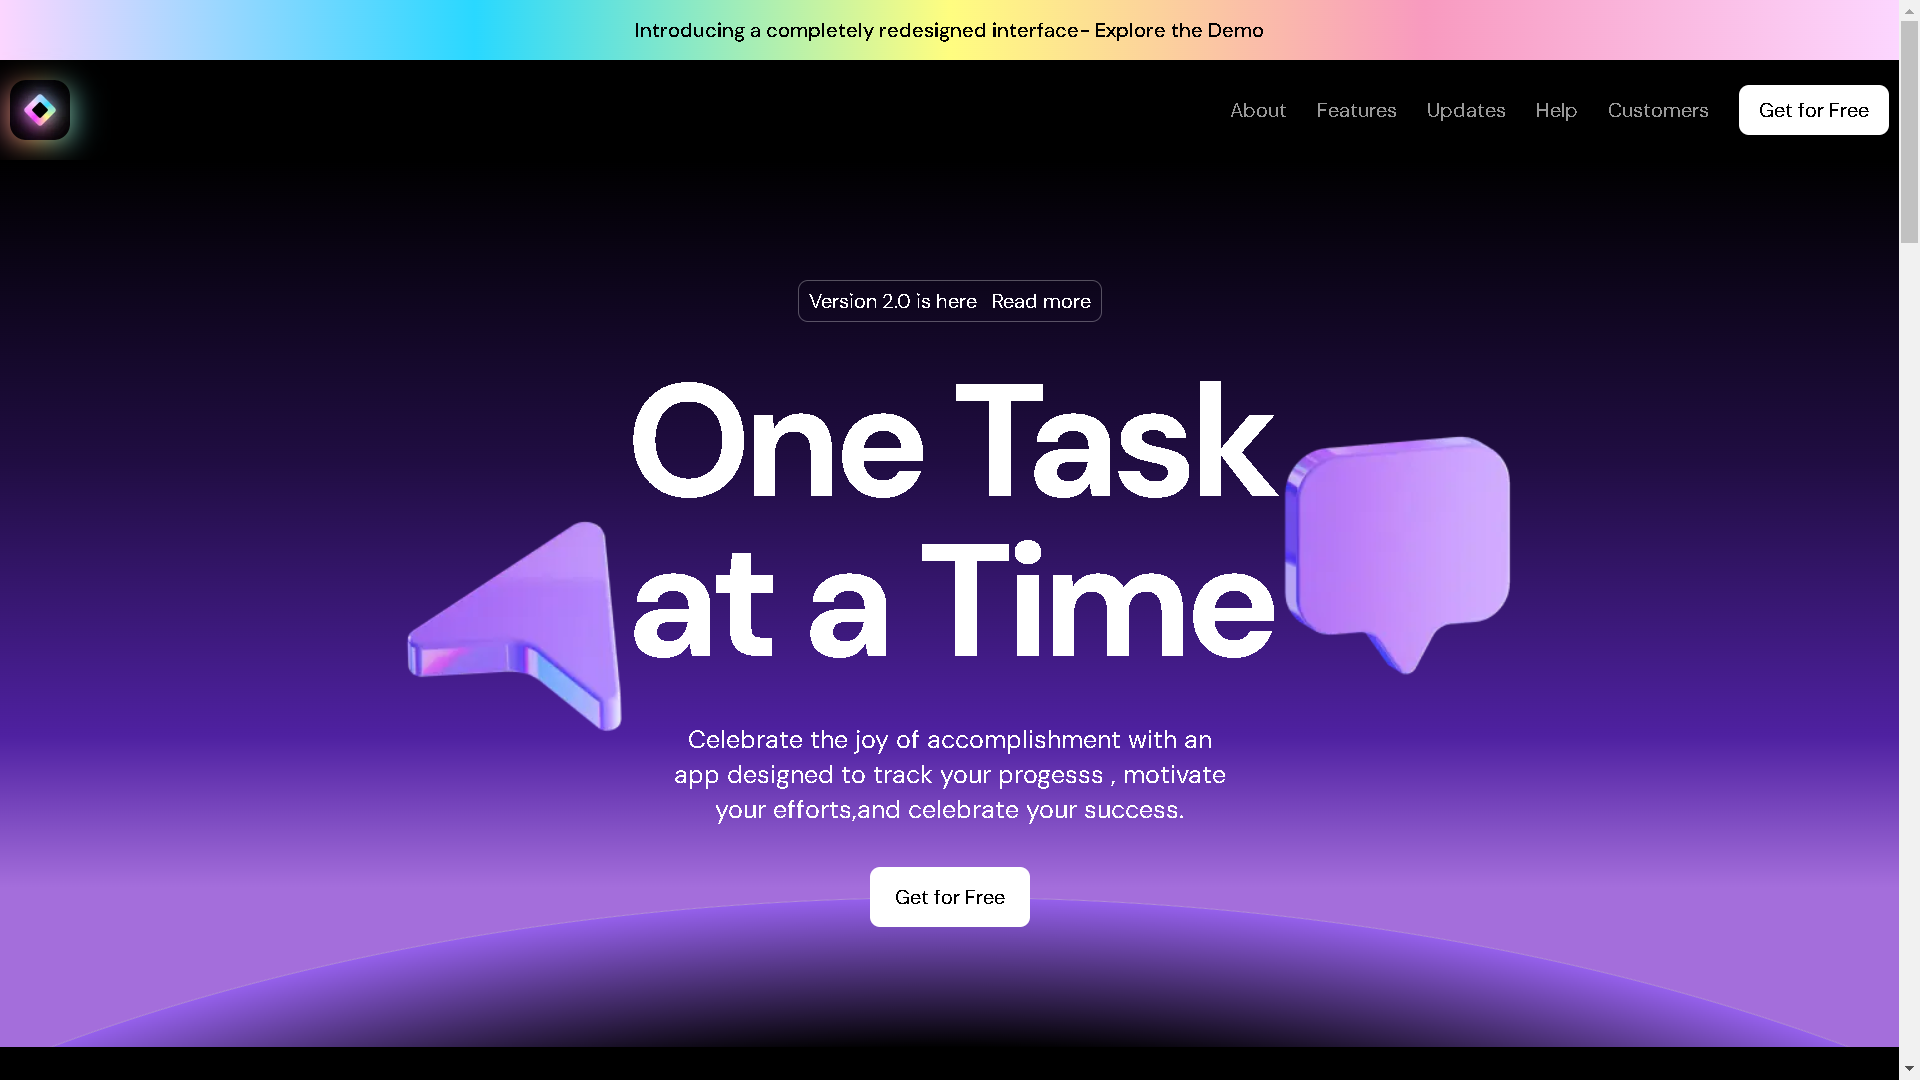 Introducing a completely redesigned interface- Explore the Demo
About Features Updates Help Customers Get for Free
Version 2.0 is here Read more
One Task
at a Time
Celebrate the joy of accomplishment with an
app designed to track your progesss , motivate
your efforts,and celebrate your success.
Get for Free